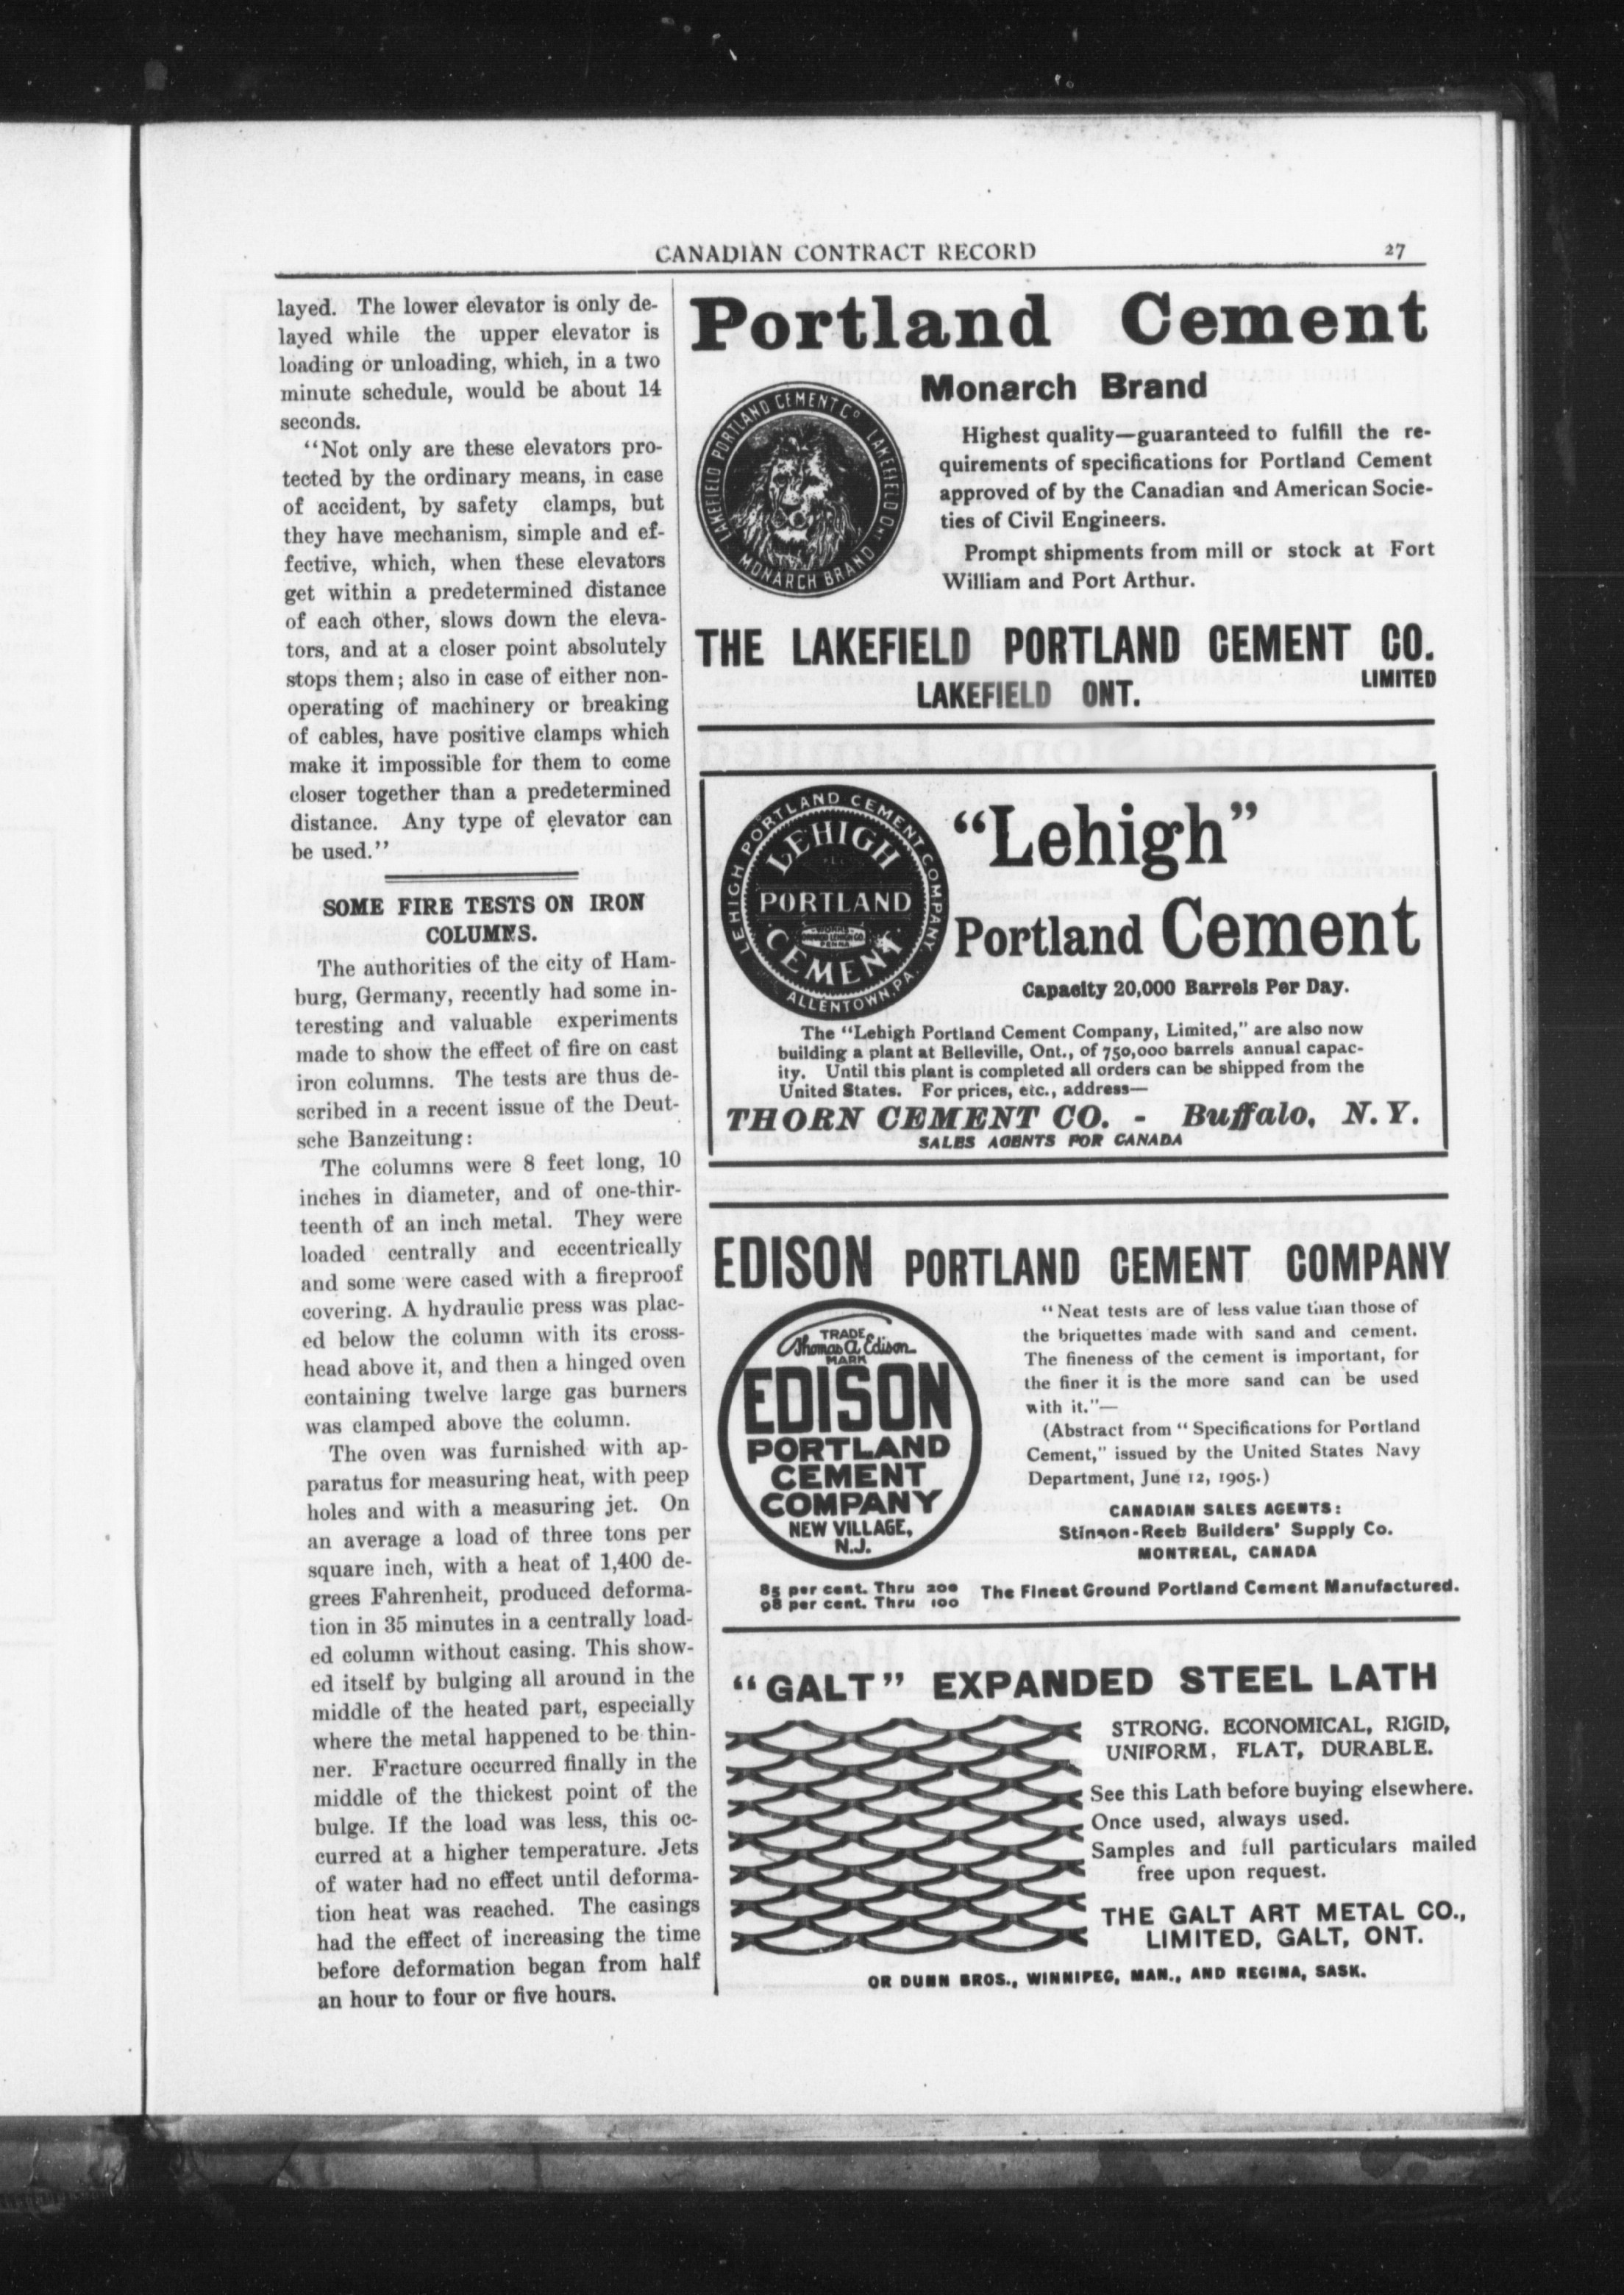 CANADIAN CONTRACT RECORD
27
layed. The lower elevator is only de-
layed while the upper elevator is
loading or unloading, which, in a two
minute schedule, would be about 14
seconds.
"Not only are these elevators pro-
tected by the ordinary means, in case
of accident, by safety clamps, but
they have mechanism, simple and ef-
fective, which, when these elevators
get within a predetermined distance
of each other, slows down the eleva-
tors, and at a closer point absolutely
stops them; also in case of either non-
operating of machinery or breaking
of cables, have positive clamps which
make it impossible for them to come
closer together than a predetermined
distance. Any type of elevator can
be used."
SOME FIRE TESTS ON IRON
COLUMNS.
The authorities of the city of Ham-
burg, Germany, recently had some in-
teresting and valuable experiments
made to show the effect of fire on cast
iron columns. The tests are thus de-
scribed in a recent issue of the Deut-
sche Banzeitung:
The columns were 8 feet long, 10
inches in diameter, and of one-thir-
teenth of an inch metal. They were
loaded centrally and eccentrically
and some were cased with a fireproof
covering. A hydraulic press was plac-
ed below the column with its cross-
head above it, and then a hinged oven
containing twelve large gas burners
was clamped above the column.
The oven was furnished with ap-
paratus for measuring heat, with peep
holes and with a measuring jet. On
an average a load of three tons per
square inch, with a heat of 1,400 de-
grees Fahrenheit, produced deforma-
tion in 35 minutes in a centrally load-
ed column without casing. This show-
ed itself by bulging all around in the
middle of the heated part, especially
where the metal happened to be thin-
ner. Fracture occurred finally in the
middle of the thickest point of the
bulge. If the load was less, this oc-
curred at a higher temperature. Jets
of water had no effect until deforma-
tion heat was reached. The casings
had the effect of increasing the time
before deformation began from half
an hour to four or five hours.
Portland Cement
Monarch Brand
LAKEFIELD PORTLAND CEMENT Co. LAKEFIELD ONT.
MONARCH BRAND
Highest quality—guaranteed to fulfill the re-
quirements of specifications for Portland Cement
approved of by the Canadian and American Socie-
ties of Civil Engineers.
Prompt shipments from mill or stock at Fort
William and Port Arthur.
THE LAKEFIELD PORTLAND CEMENT CO.
LIMITED
LAKEFIELD ONT.
LEHIGH PORTLAND CEMENT COMPANY
ALLENTOWN, PA.
LEHIGH
PORTLAND
CEMENT
"Lehigh"
Portland Cement
Capacity 20,000 Barrels Per Day.
The "Lehigh Portland Cement Company, Limited," are also now
building a plant at Belleville, Ont., of 750,000 barrels annual capac-
ity. Until this plant is completed all orders can be shipped from the
United States. For prices, etc., address—
THORN CEMENT CO. - Buffalo, N. Y.
SALES AGENTS FOR CANADA
EDISON PORTLAND CEMENT COMPANY
TRADE
Thomas A Edison
MARK
EDISON
PORTLAND
CEMENT
COMPANY
NEW VILLAGE,
N.J.
"Neat tests are of less value than those of
the briquettes made with sand and cement.
The fineness of the cement is important, for
the finer it is the more sand can be used
with it."—
(Abstract from "Specifications for Portland
Cement," issued by the United States Navy
Department, June 12, 1905.)
CANADIAN SALES AGENTS:
Stinson-Reeb Builders' Supply Co.
MONTREAL, CANADA
85 per cent. Thru 200
98 per cent. Thru 100
The Finest Ground Portland Cement Manufactured.
"GALT" EXPANDED STEEL LATH
STRONG. ECONOMICAL, RIGID,
UNIFORM, FLAT, DURABLE.
See this Lath before buying elsewhere.
Once used, always used.
Samples and full particulars mailed
free upon request.
THE GALT ART METAL CO.,
LIMITED, GALT, ONT.
OR DUNN BROS., WINNIPEG, MAN., AND REGINA, SASK.